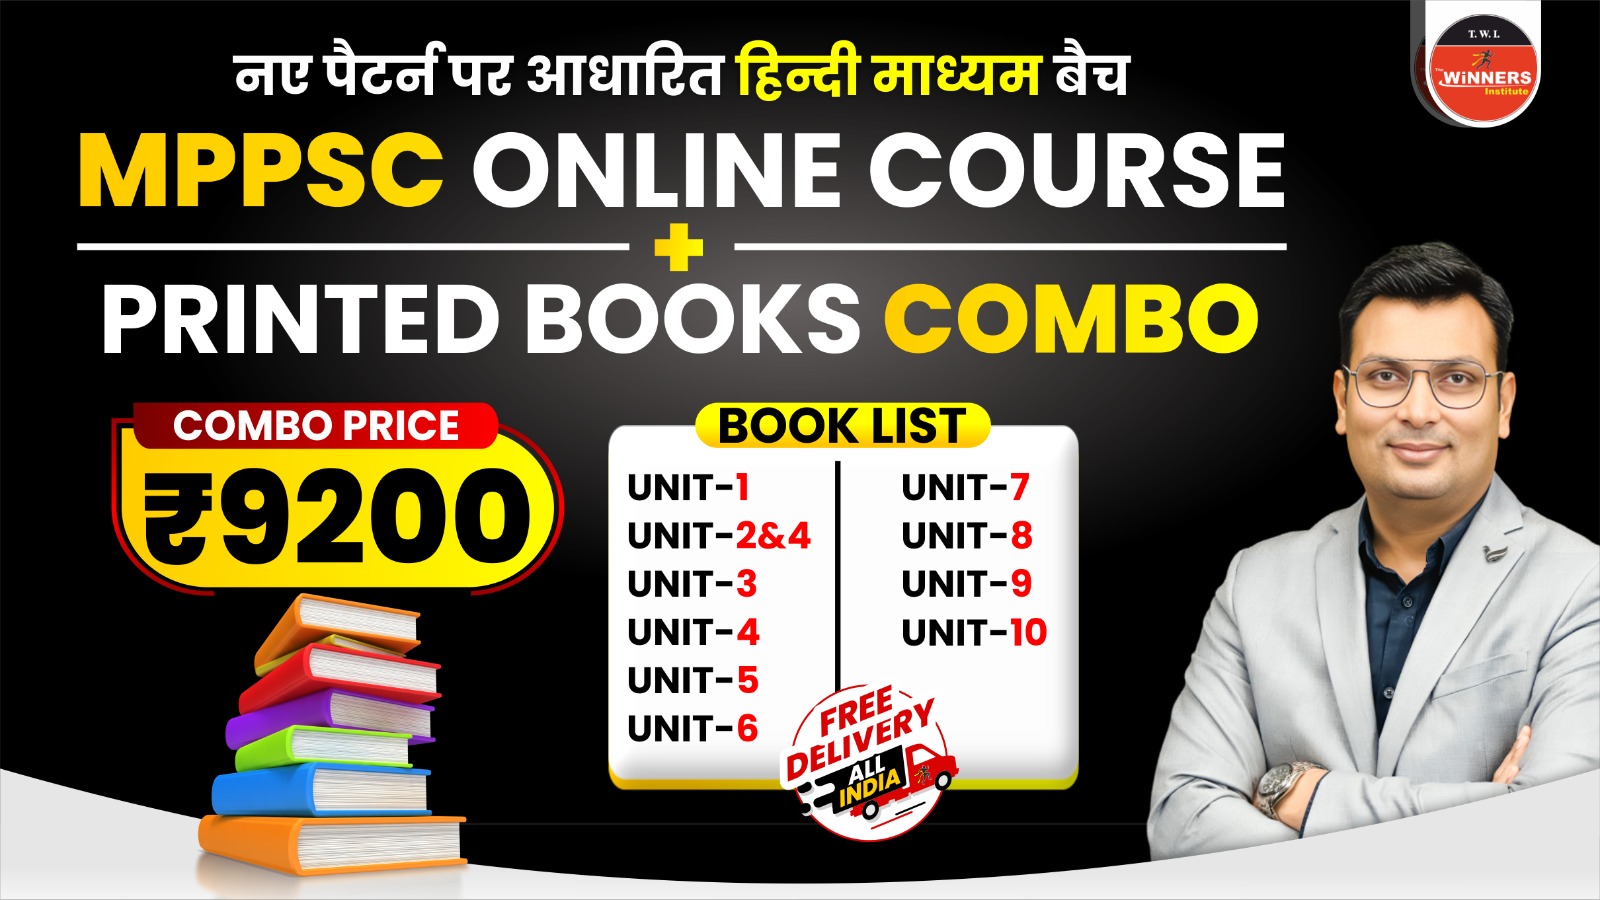 नए पैटर्न पर आधारित हिन्दी माध्यम बैच
T. W. I.
The
WiNNERS
Institute
MPPSC ONLINE COURSE
+
PRINTED BOOKS COMBO
COMBO PRICE
₹9200
BOOK LIST
UNIT-1
UNIT-2&4
UNIT-3
UNIT-4
UNIT-5
UNIT-6
UNIT-7
UNIT-8
UNIT-9
UNIT-10
FREE
DELIVERY
ALL
INDIA